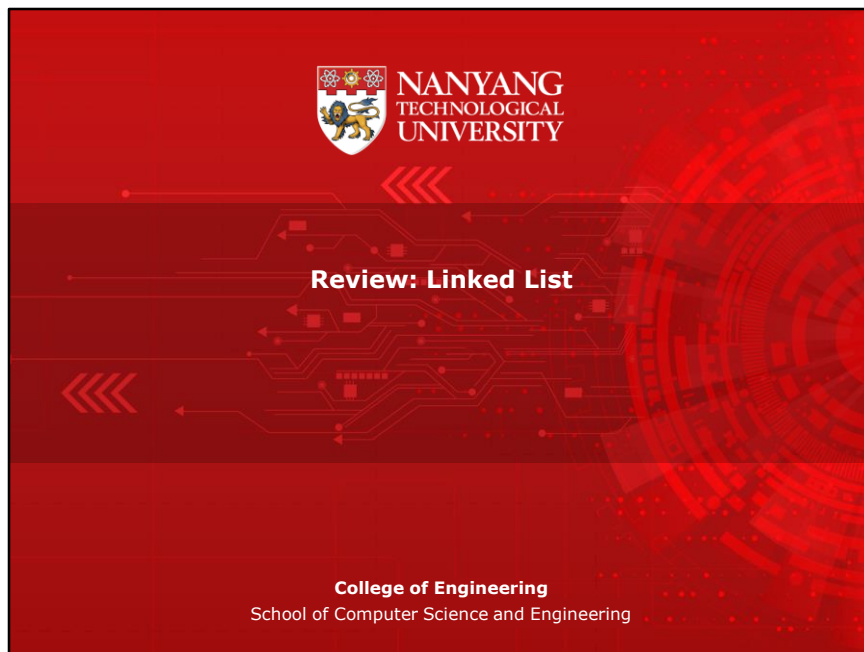 NANYANG
TECHNOLOGICAL
UNIVERSITY
Review: Linked List
College of Engineering
School of Computer Science and Engineering